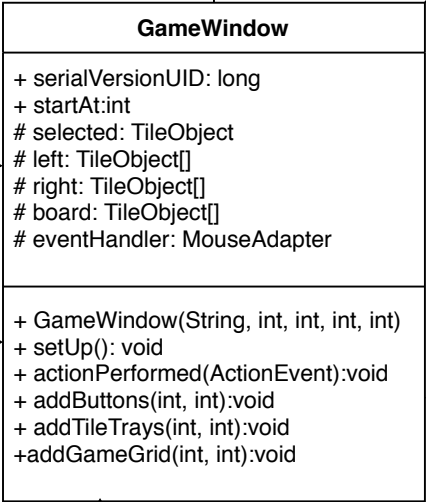 GameWindow
+ serialVersionUID: long
+ startAt:int
# selected: TileObject
# left: TileObject[]
# right: TileObject[]
# board: TileObject[]
# eventHandler: MouseAdapter
+ GameWindow(String, int, int, int, int)
+ setUp(): void
+ actionPerformed(ActionEvent):void
+ addButtons(int, int):void
+ addTileTrays(int, int):void
+addGameGrid(int, int):void